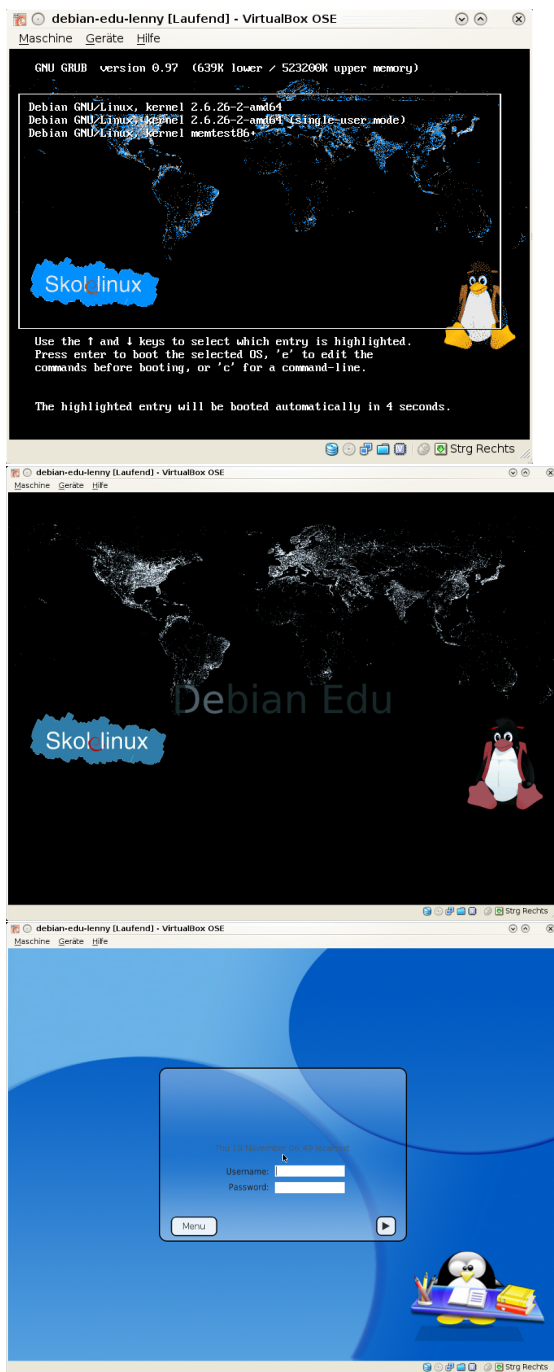 debian-edu-lenny [Laufend] - VirtualBox OSE
Maschine Geräte Hilfe
GNU GRUB version 0.97 (639K lower / 523200K upper memory)
Debian GNU/Linux, kernel 2.6.26-2-amd64
Debian GNU/Linux, kernel 2.6.26-2-amd64 (single-user mode)
Debian GNU/Linux, kernel memtest86+
Skolelinux
Use the ↑ and ↓ keys to select which entry is highlighted.
Press enter to boot the selected OS, 'e' to edit the
commands before booting, or 'c' for a command-line.
The highlighted entry will be booted automatically in 4 seconds.
Strg Rechts
debian-edu-lenny [Laufend] - VirtualBox OSE
Maschine Geräte Hilfe
Debian Edu
Skolelinux
Strg Rechts
debian-edu-lenny [Laufend] - VirtualBox OSE
Maschine Geräte Hilfe
Username:
Password:
Menu
Strg Rechts